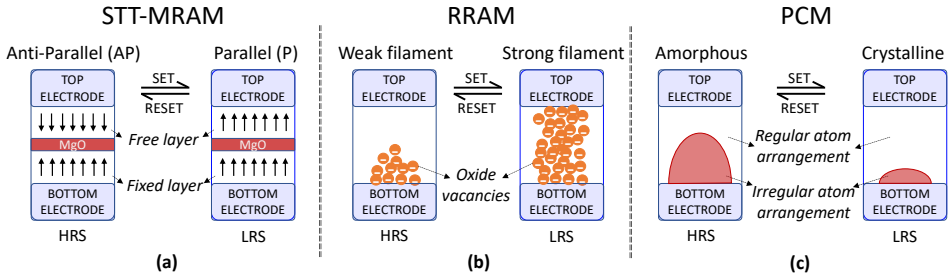 STT-MRAM
Anti-Parallel (AP)
Parallel (P)
SET
RESET
TOP
ELECTRODE
TOP
ELECTRODE
Free layer
MgO
MgO
Fixed layer
BOTTOM
ELECTRODE
BOTTOM
ELECTRODE
HRS
LRS
(a)
RRAM
Weak filament
Strong filament
SET
RESET
TOP
ELECTRODE
TOP
ELECTRODE
Oxide
vacancies
BOTTOM
ELECTRODE
BOTTOM
ELECTRODE
HRS
LRS
(b)
PCM
Amorphous
Crystalline
SET
RESET
TOP
ELECTRODE
TOP
ELECTRODE
Regular atom
arrangement
Irregular atom
arrangement
BOTTOM
ELECTRODE
BOTTOM
ELECTRODE
HRS
LRS
(c)